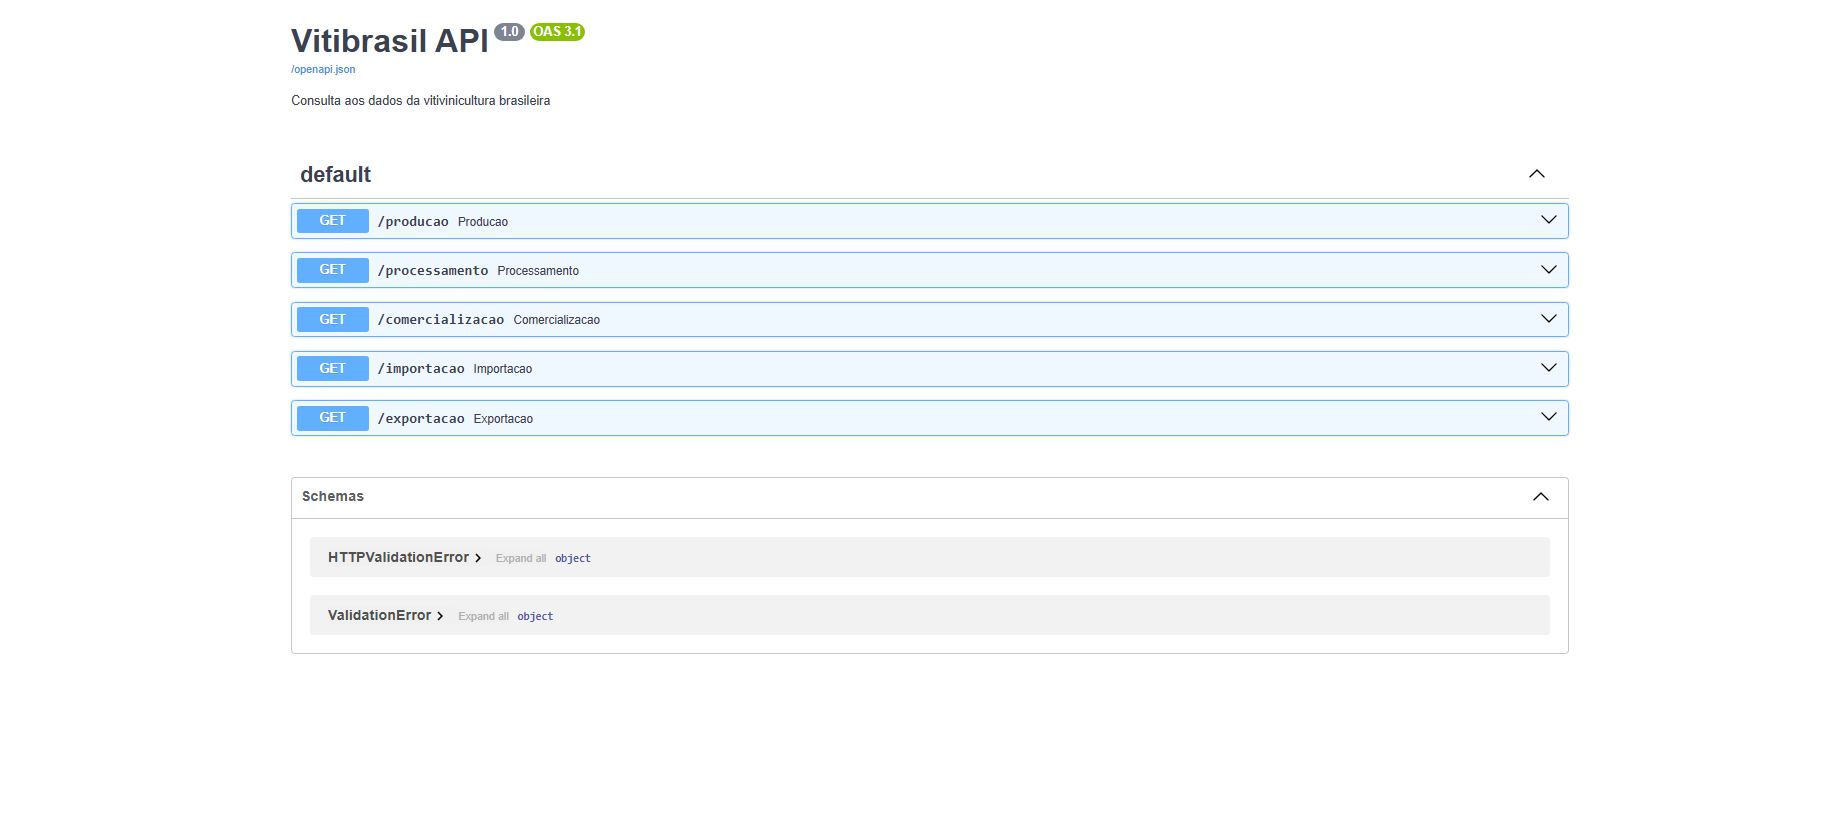 Vitibrasil API 1.0 OAS 3.1
/openapi.json
Consulta aos dados da vitivinicultura brasileira
default
GET /producao Producao
GET /processamento Processamento
GET /comercializacao Comercializacao
GET /importacao Importacao
GET /exportacao Exportacao
Schemas
HTTPValidationError Expand all object
ValidationError Expand all object